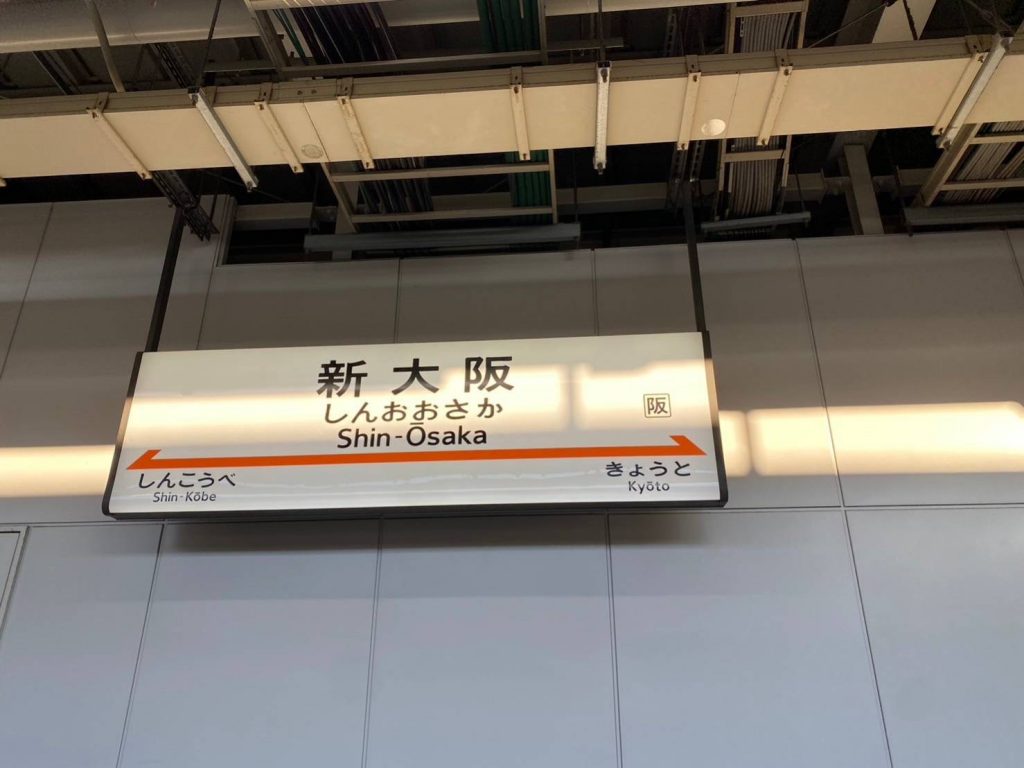 新大阪
しんおおさか
Shin-Ōsaka
阪
しんこうべ
Shin-Kōbe
きょうと
Kyōto